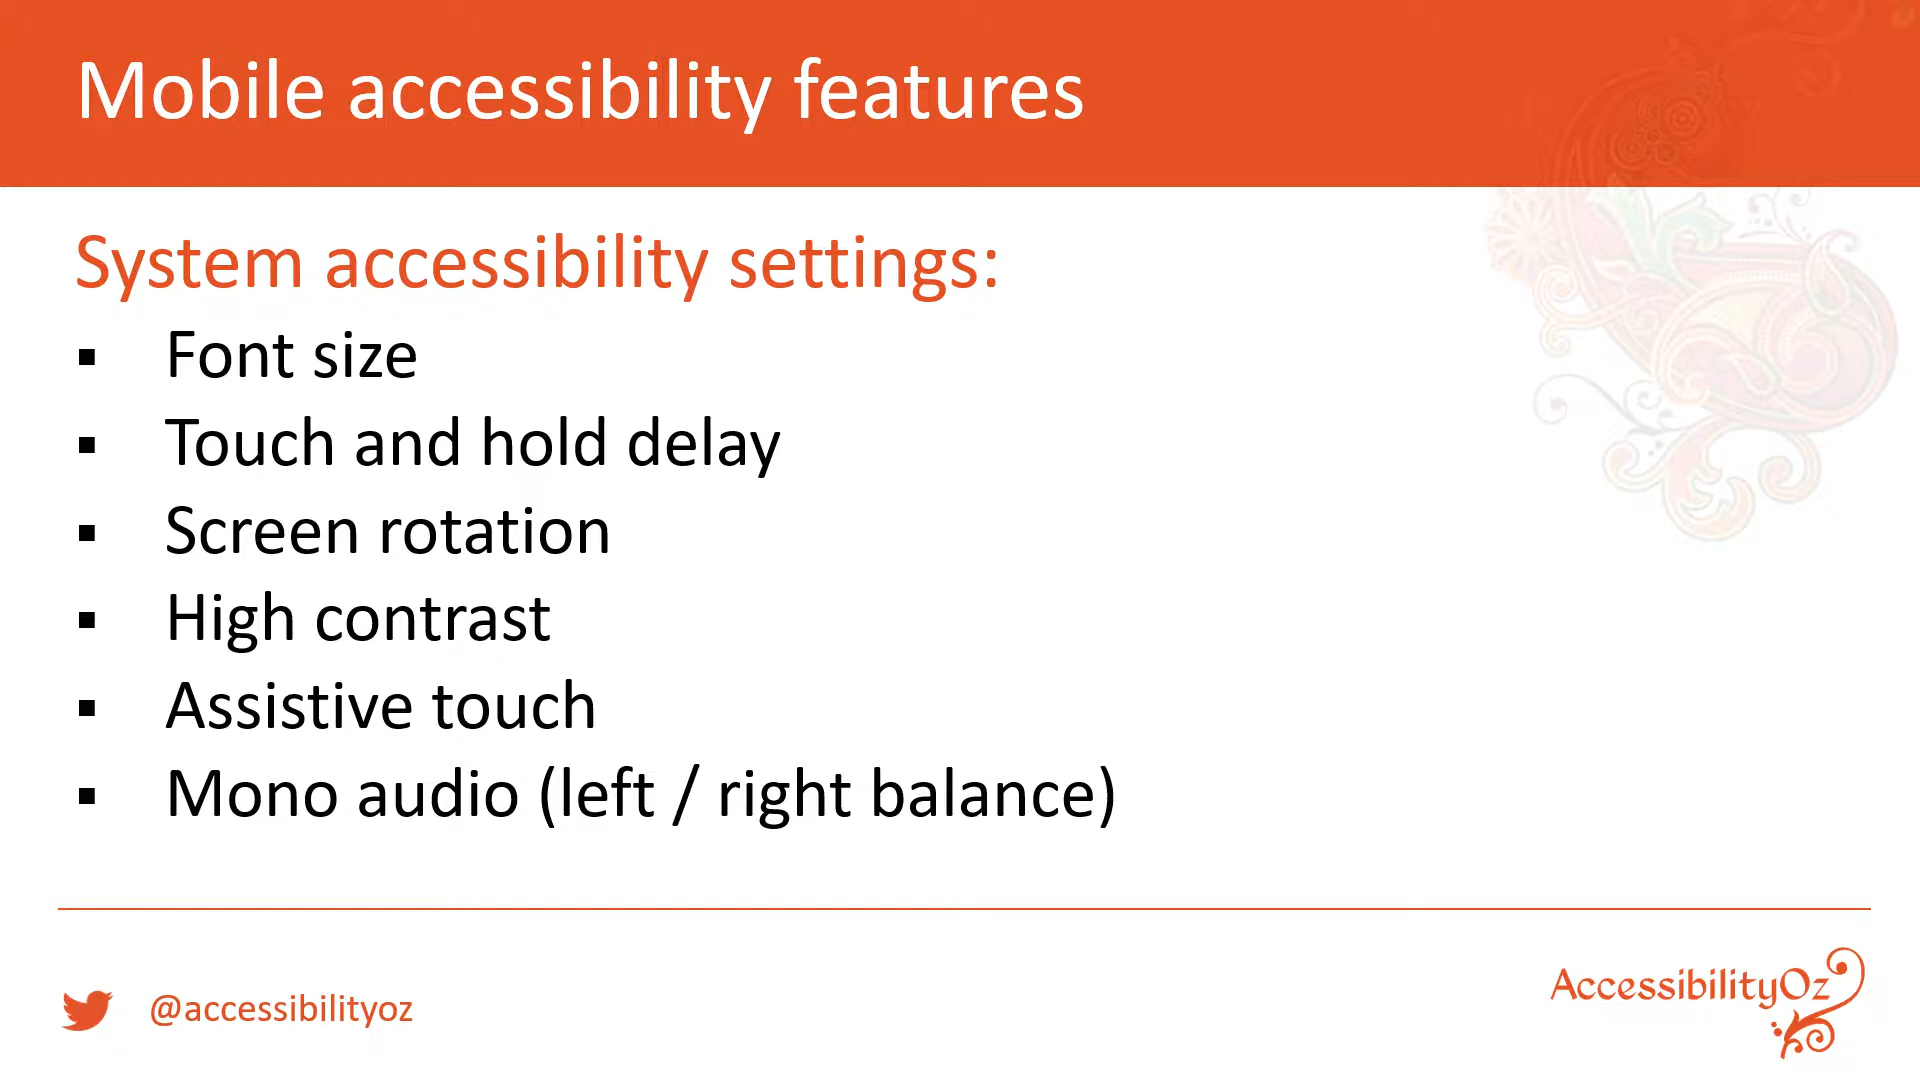 Mobile accessibility features
System accessibility settings:
▪ Font size
▪ Touch and hold delay
▪ Screen rotation
▪ High contrast
▪ Assistive touch
▪ Mono audio (left / right balance)
@accessibilityoz
AccessibilityOz